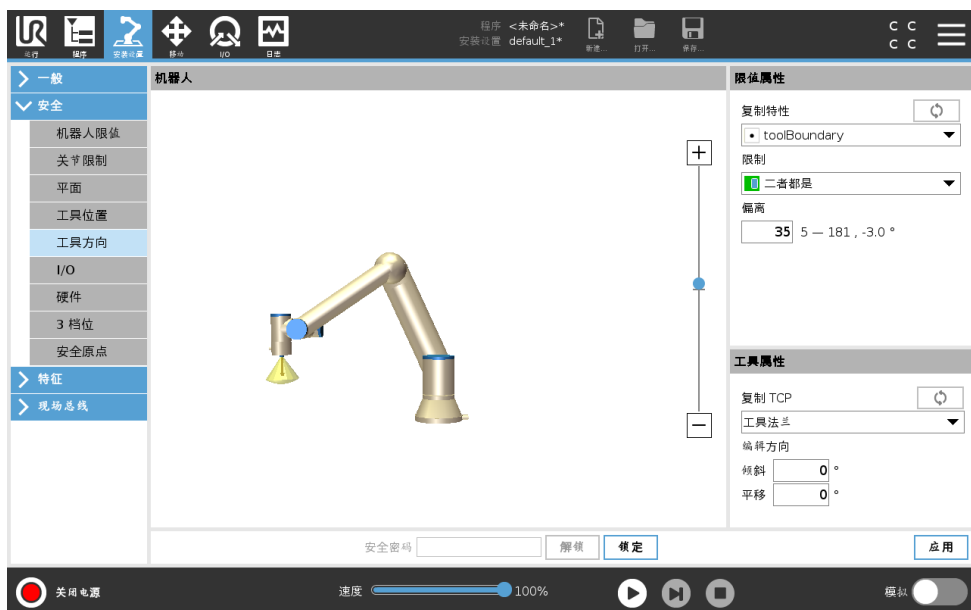 UR
运行
程序
安装设置
移动
I/O
日志
程序 <未命名>*
安装设置 default_1*
新建...
打开...
保存...
C C
C C
一般
安全
机器人限值
关节限制
平面
工具位置
工具方向
I/O
硬件
3 档位
安全原点
特征
现场总线
机器人
+
−
限值属性
复制特性
toolBoundary
限制
二者都是
偏离
35 5 — 181 , -3.0 °
工具属性
复制 TCP
工具法兰
编辑方向
倾斜 0 °
平移 0 °
安全密码
解锁
锁定
应用
关闭电源
速度
100%
模拟